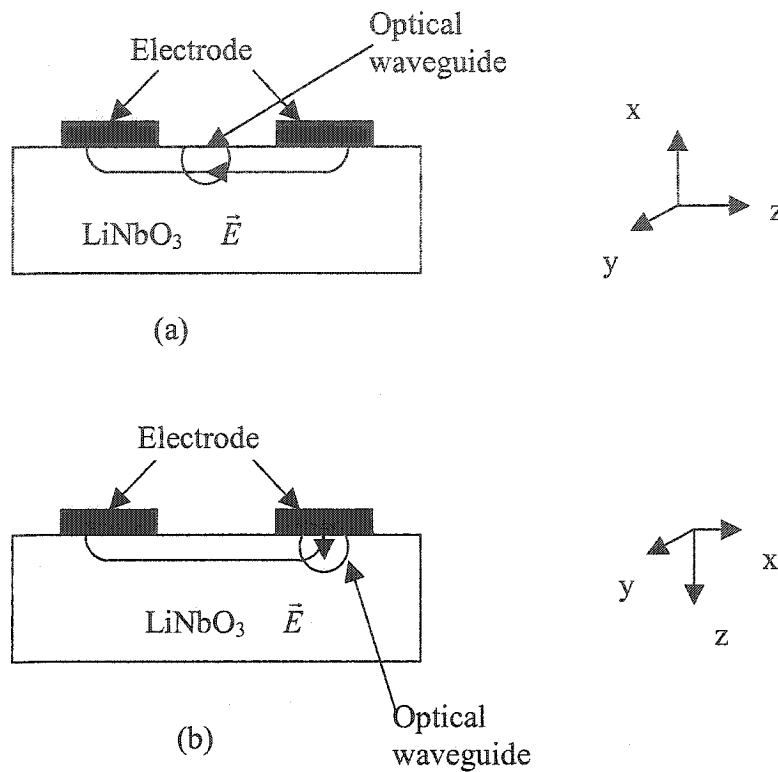 Optical
waveguide
Electrode
x
z
y
LiNbO₃ E⃗
(a)
Electrode
x
y
z
LiNbO₃ E⃗
Optical
waveguide
(b)